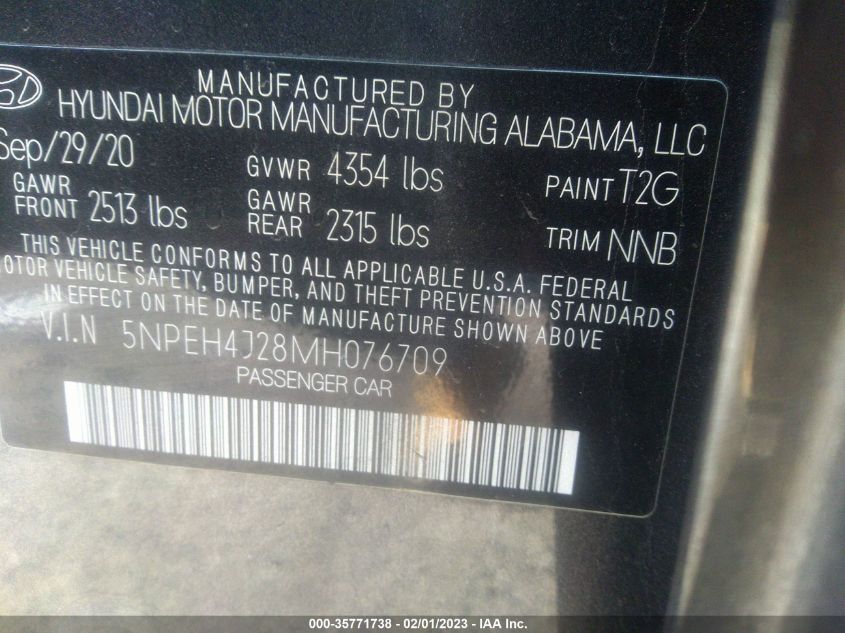 MANUFACTURED BY
HYUNDAI MOTOR MANUFACTURING ALABAMA, LLC
Sep/29/20 GVWR 4354 lbs PAINT T2G
GAWR FRONT 2513 lbs GAWR REAR 2315 lbs TRIM NNB
THIS VEHICLE CONFORMS TO ALL APPLICABLE U.S.A. FEDERAL
MOTOR VEHICLE SAFETY, BUMPER, AND THEFT PREVENTION STANDARDS
IN EFFECT ON THE DATE OF MANUFACTURE SHOWN ABOVE
V.I.N 5NPEH4J28MH076709
PASSENGER CAR
000-35771738 - 02/01/2023 - IAA Inc.